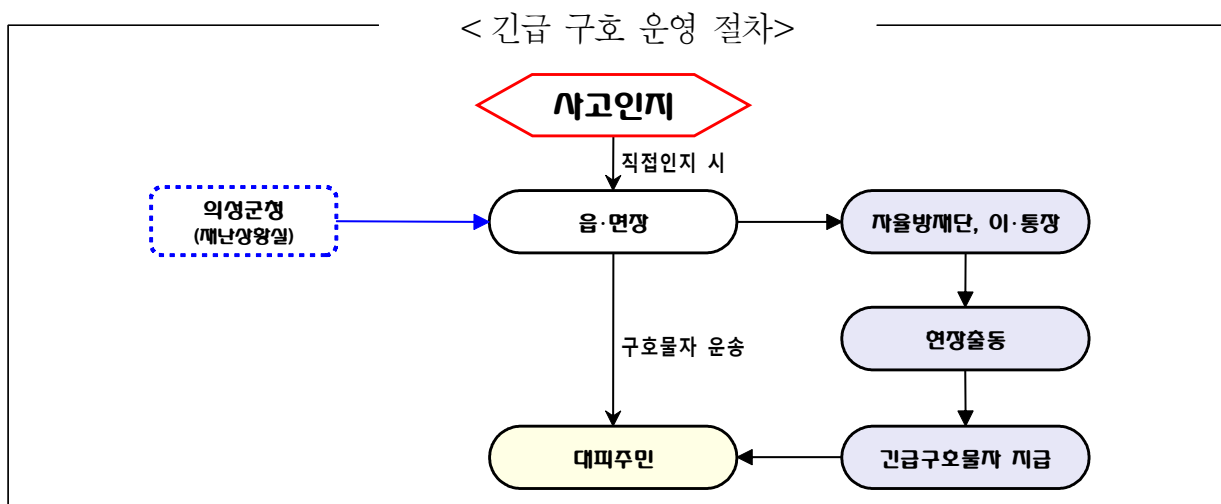 < 긴급 구호 운영 절차>
사고인지
직접인지 시
의성군청
(재난상황실)
읍·면장
자율방재단, 이·통장
현장출동
구호물자 운송
대피주민
긴급구호물자 지급